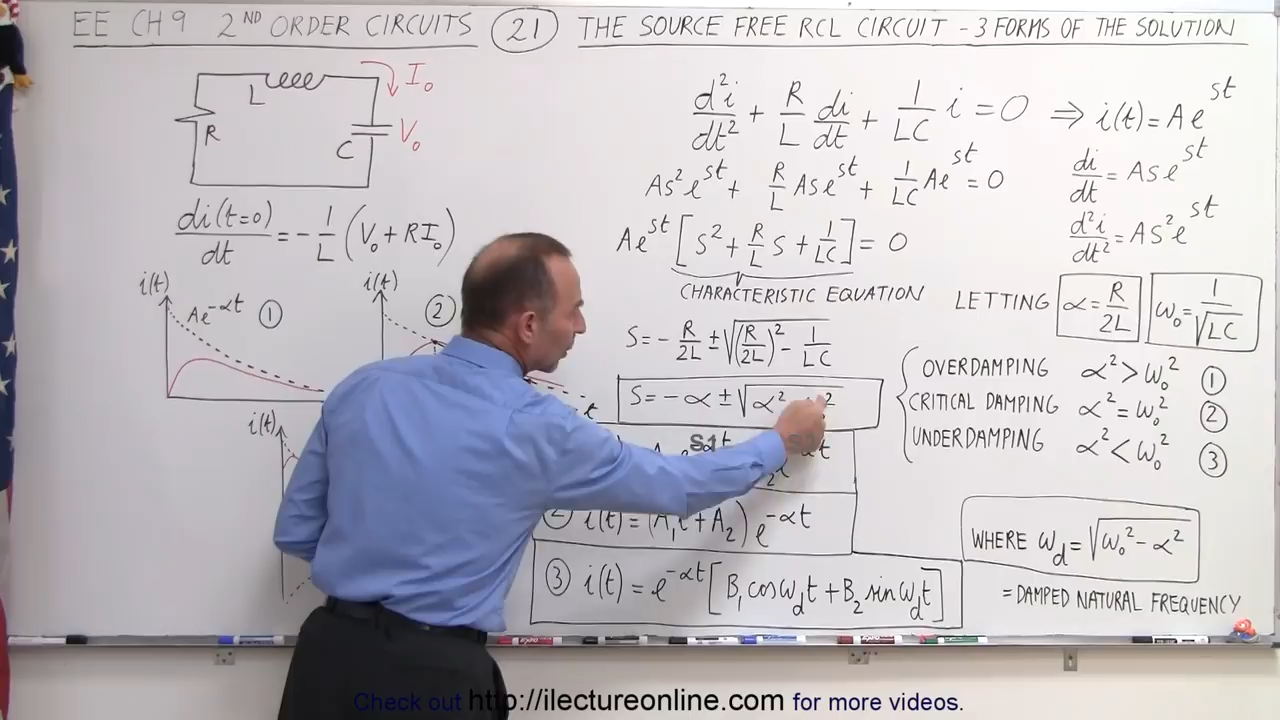 EE CH 9 2ND ORDER CIRCUITS (21) THE SOURCE FREE RCL CIRCUIT - 3 FORMS OF THE SOLUTION
I₀
L
R
C
V₀
di(t=0)/dt = -1/L (V₀ + RI₀)
i(t)
Ae^-αt ①
i(t)
②
t
i(t)
d²i/dt² + R/L di/dt + 1/LC i = 0 ⇒ i(t) = Ae^st
As²e^st + R/L Ase^st + 1/LC Ae^st = 0
di/dt = Ase^st
Ae^st [s² + R/L s + 1/LC] = 0
d²i/dt² = AS²e^st
CHARACTERISTIC EQUATION
LETTING α = R/2L ω₀ = 1/√LC
S = -R/2L ± √((R/2L)² - 1/LC)
S = -α ± √α²
OVERDAMPING α² > ω₀² ①
CRITICAL DAMPING α² = ω₀² ②
UNDERDAMPING α² < ω₀² ③
② i(t) = (A₁t + A₂) e^-αt
③ i(t) = e^-αt [B₁ cos ω_d t + B₂ sin ω_d t]
WHERE ω_d = √ω₀² - α²
= DAMPED NATURAL FREQUENCY
EXPO
Check out http://ilectureonline.com for more videos.